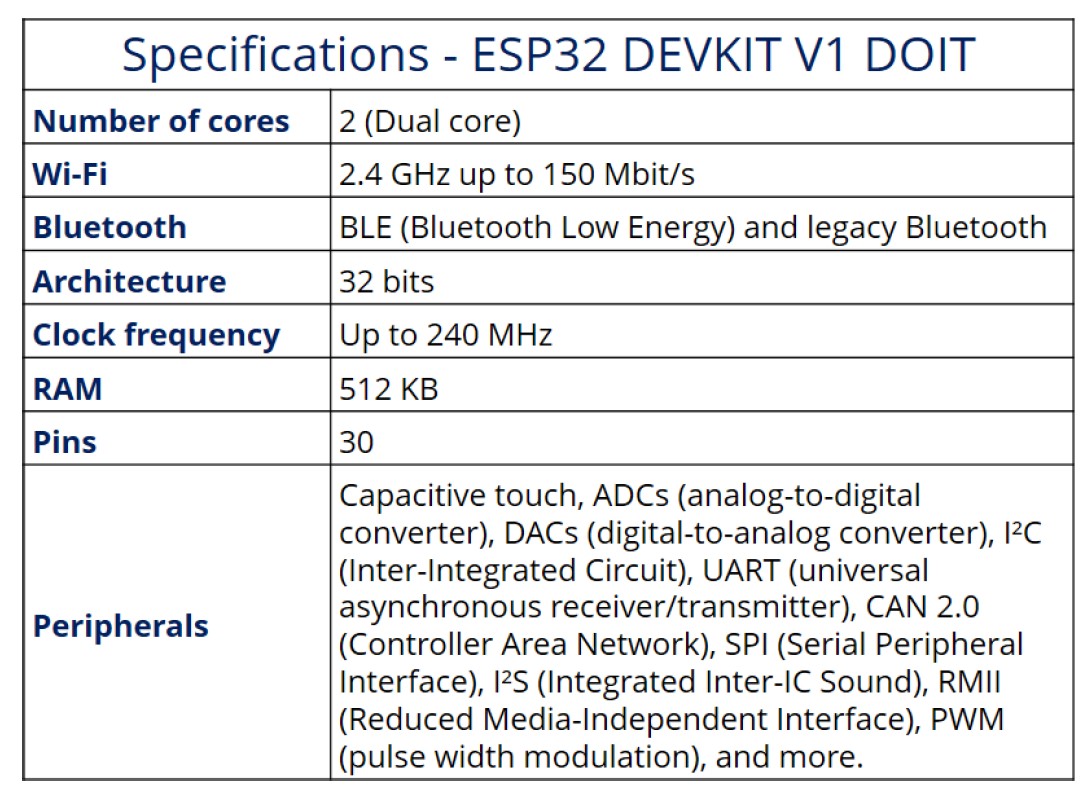 Specifications - ESP32 DEVKIT V1 DOIT
Number of cores 2 (Dual core)
Wi-Fi 2.4 GHz up to 150 Mbit/s
Bluetooth BLE (Bluetooth Low Energy) and legacy Bluetooth
Architecture 32 bits
Clock frequency Up to 240 MHz
RAM 512 KB
Pins 30
Peripherals
Capacitive touch, ADCs (analog-to-digital
converter), DACs (digital-to-analog converter), I²C
(Inter-Integrated Circuit), UART (universal
asynchronous receiver/transmitter), CAN 2.0
(Controller Area Network), SPI (Serial Peripheral
Interface), I²S (Integrated Inter-IC Sound), RMII
(Reduced Media-Independent Interface), PWM
(pulse width modulation), and more.